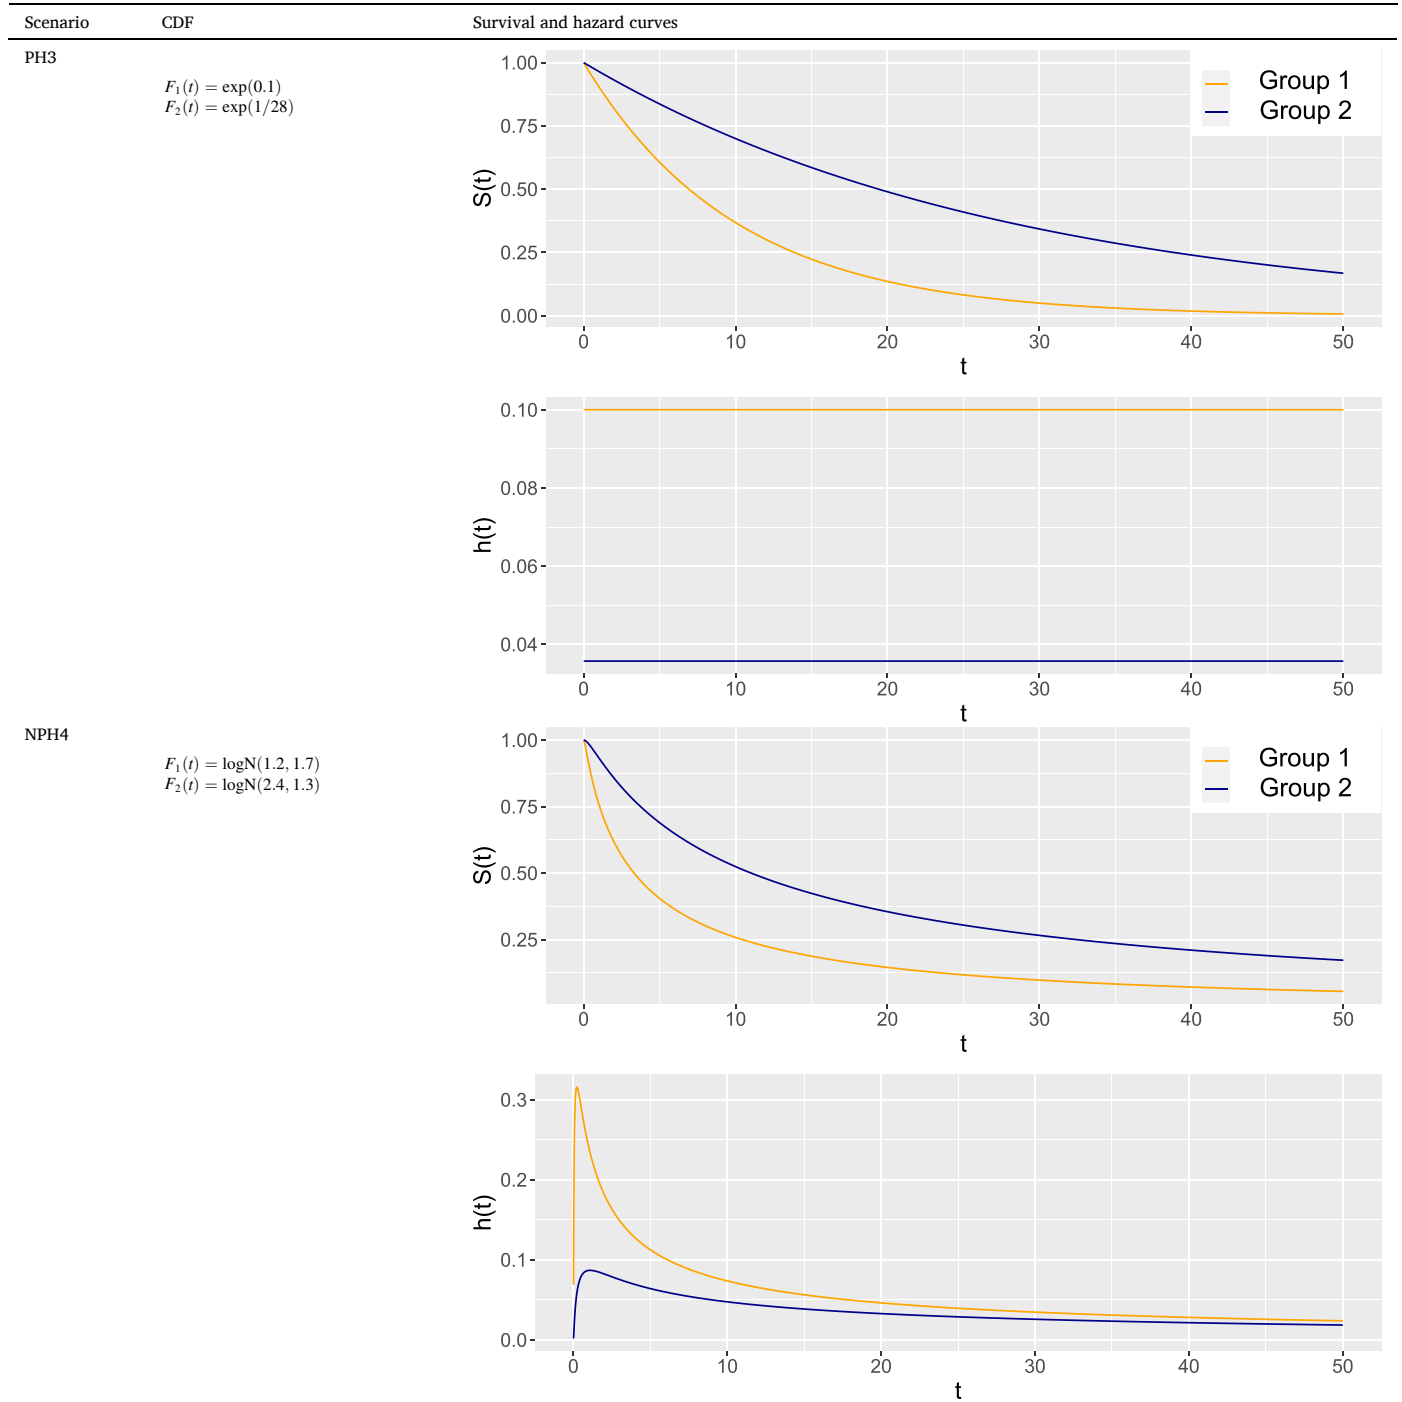 Scenario CDF Survival and hazard curves
PH3
F₁(t) = exp(0.1)
F₂(t) = exp(1/28)
1.00
0.75
0.50
0.25
0.00
S(t)
Group 1
Group 2
0 10 20 30 40 50
t
0.10
0.08
0.06
0.04
h(t)
0 10 20 30 40 50
t
NPH4
F₁(t) = logN(1.2, 1.7)
F₂(t) = logN(2.4, 1.3)
1.00
0.75
0.50
0.25
S(t)
Group 1
Group 2
0 10 20 30 40 50
t
0.3
0.2
0.1
0.0
h(t)
0 10 20 30 40 50
t